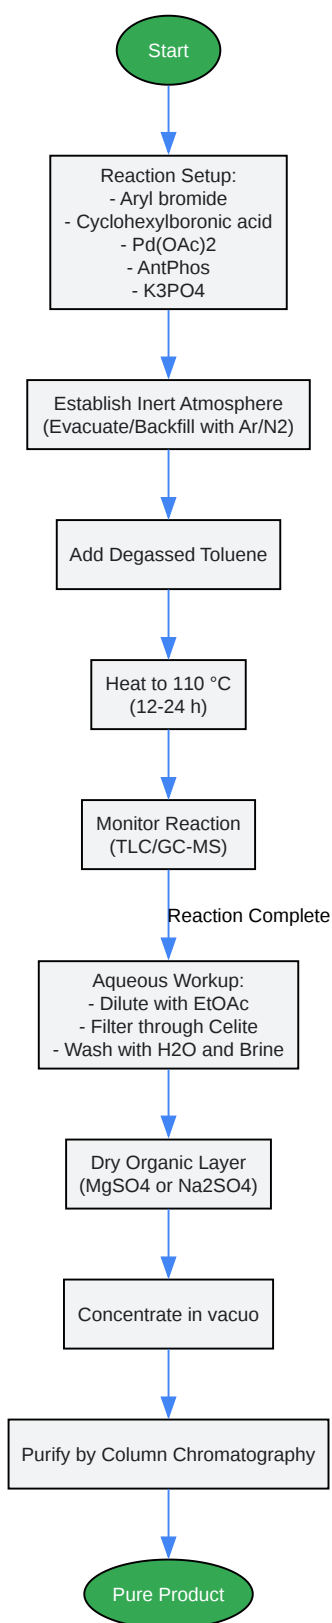 Start
Reaction Setup:
- Aryl bromide
- Cyclohexylboronic acid
- Pd(OAc)2
- AntPhos
- K3PO4
Establish Inert Atmosphere
(Evacuate/Backfill with Ar/N2)
Add Degassed Toluene
Heat to 110 °C
(12-24 h)
Monitor Reaction
(TLC/GC-MS)
Reaction Complete
Aqueous Workup:
- Dilute with EtOAc
- Filter through Celite
- Wash with H2O and Brine
Dry Organic Layer
(MgSO4 or Na2SO4)
Concentrate in vacuo
Purify by Column Chromatography
Pure Product